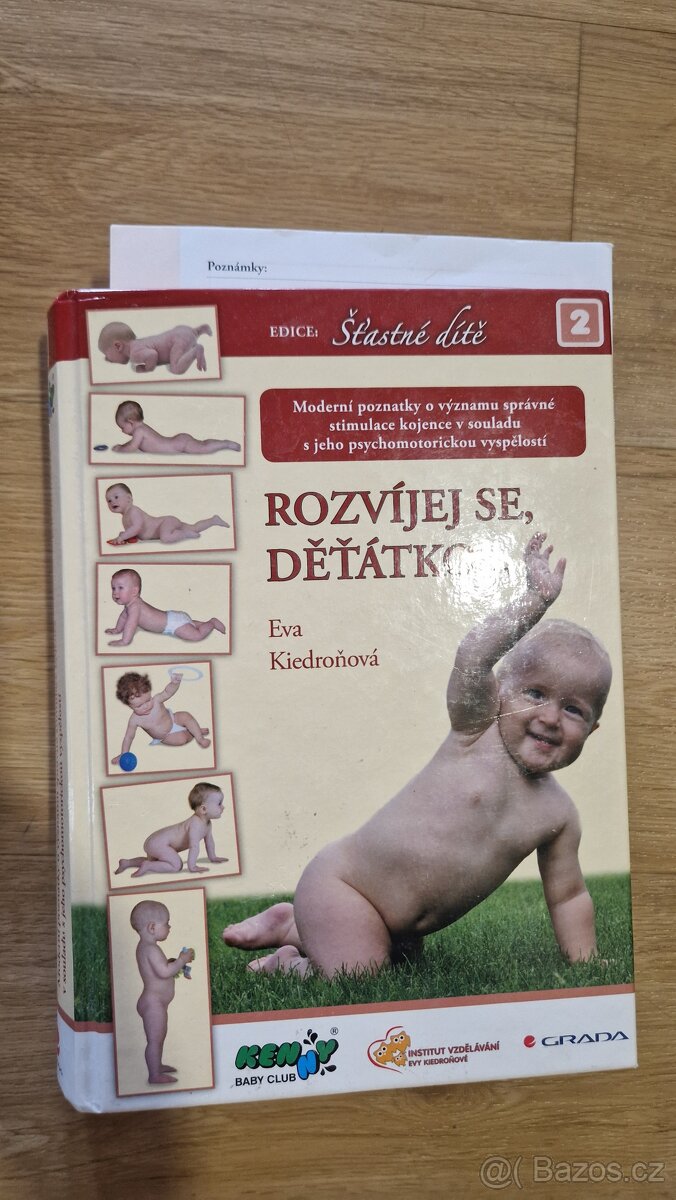 Poznámky:
EDICE: Šťastné dítě
2
Moderní poznatky o významu správné
stimulace kojence v souladu
s jeho psychomotorickou vyspělostí
ROZVÍJEJ SE,
DĚŤÁTKO
Eva
Kiedroňová
KENNY®
BABY CLUB
INSTITUT VZDĚLÁVÁNÍ
EVY KIEDROŇOVÉ
GRADA
@( Bazos.cz